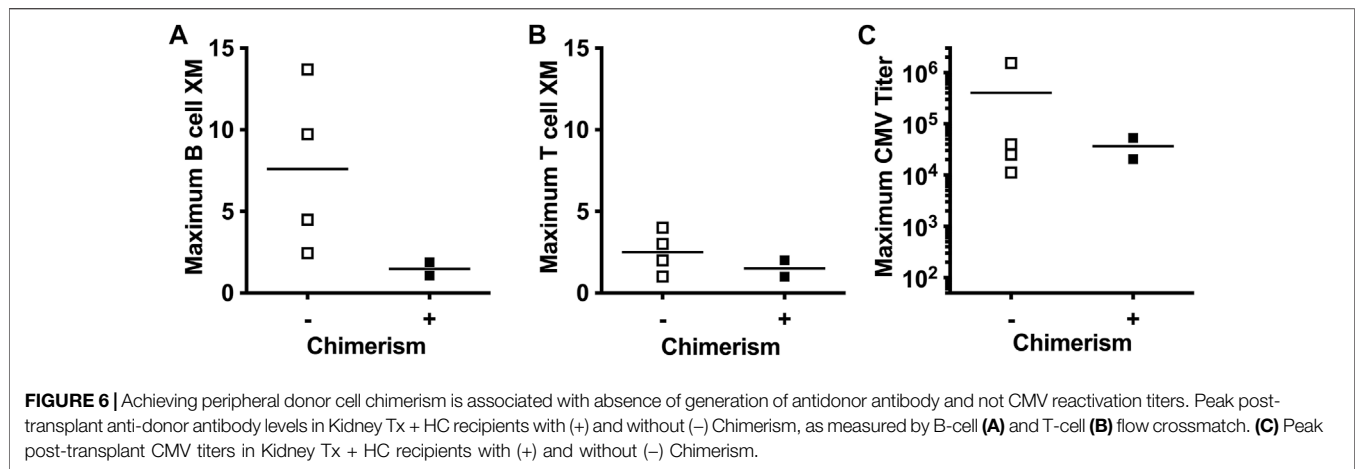 A
B
C
Maximum B cell XM
15
10
5
0
-
+
Chimerism
Maximum T cell XM
15
10
5
0
-
+
Chimerism
Maximum CMV Titer
10⁶
10⁵
10⁴
10³
10²
-
+
Chimerism
FIGURE 6 | Achieving peripheral donor cell chimerism is associated with absence of generation of antidonor antibody and not CMV reactivation titers. Peak post-
transplant anti-donor antibody levels in Kidney Tx + HC recipients with (+) and without (−) Chimerism, as measured by B-cell (A) and T-cell (B) flow crossmatch. (C) Peak
post-transplant CMV titers in Kidney Tx + HC recipients with (+) and without (−) Chimerism.